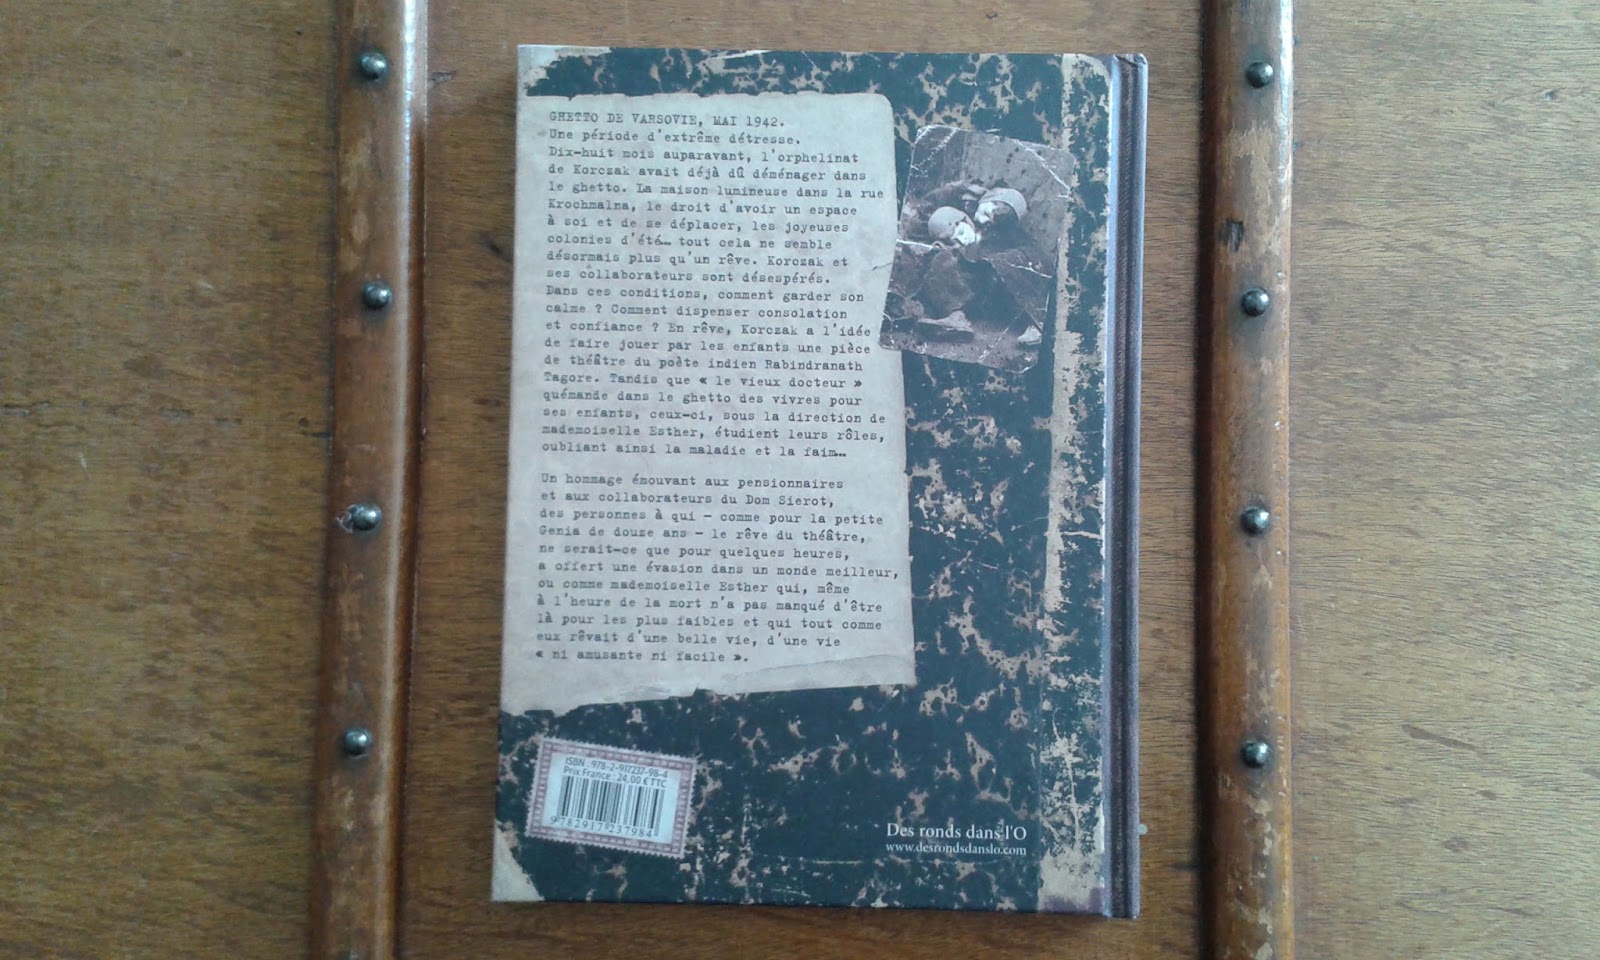 GHETTO DE VARSOVIE, MAI 1942.
Une période d'extrême détresse.
Dix-huit mois auparavant, l'orphelinat
de Korczak avait déjà dû déménager dans
le ghetto. La maison lumineuse dans la rue
Krochmalna, le droit d'avoir un espace
à soi et de se déplacer, les joyeuses
colonies d'été… tout cela ne semble
désormais plus qu'un rêve. Korczak et
ses collaborateurs sont désespérés.
Dans ces conditions, comment garder son
calme ? Comment dispenser consolation
et confiance ? En rêve, Korczak a l'idée
de faire jouer par les enfants une pièce
de théâtre du poète indien Rabindranath
Tagore. Tandis que « le vieux docteur »
quémande dans le ghetto des vivres pour
ses enfants, ceux-ci, sous la direction de
mademoiselle Esther, étudient leurs rôles,
oubliant ainsi la maladie et la faim…
Un hommage émouvant aux pensionnaires
et aux collaborateurs du Dom Sierot,
des personnes à qui – comme pour la petite
Genia de douze ans – le rêve du théâtre,
ne serait-ce que pour quelques heures,
a offert une évasion dans un monde meilleur,
ou comme mademoiselle Esther qui, même
à l'heure de la mort n'a pas manqué d'être
là pour les plus faibles et qui tout comme
eux rêvait d'une belle vie, d'une vie
« ni amusante ni facile ».
ISBN : 978-2-917237-98-4
Prix France : 24,00 € TTC
9782917237984
Des ronds dans l'O
www.desrondsdanslo.com